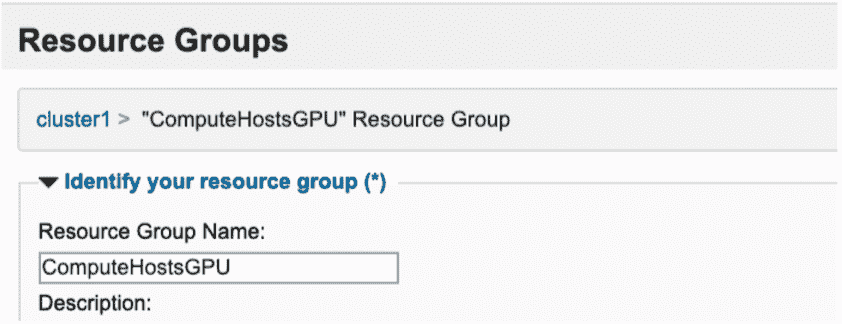 Resource Groups
cluster1 > "ComputeHostsGPU" Resource Group
Identify your resource group (*)
Resource Group Name:
ComputeHostsGPU
Description: